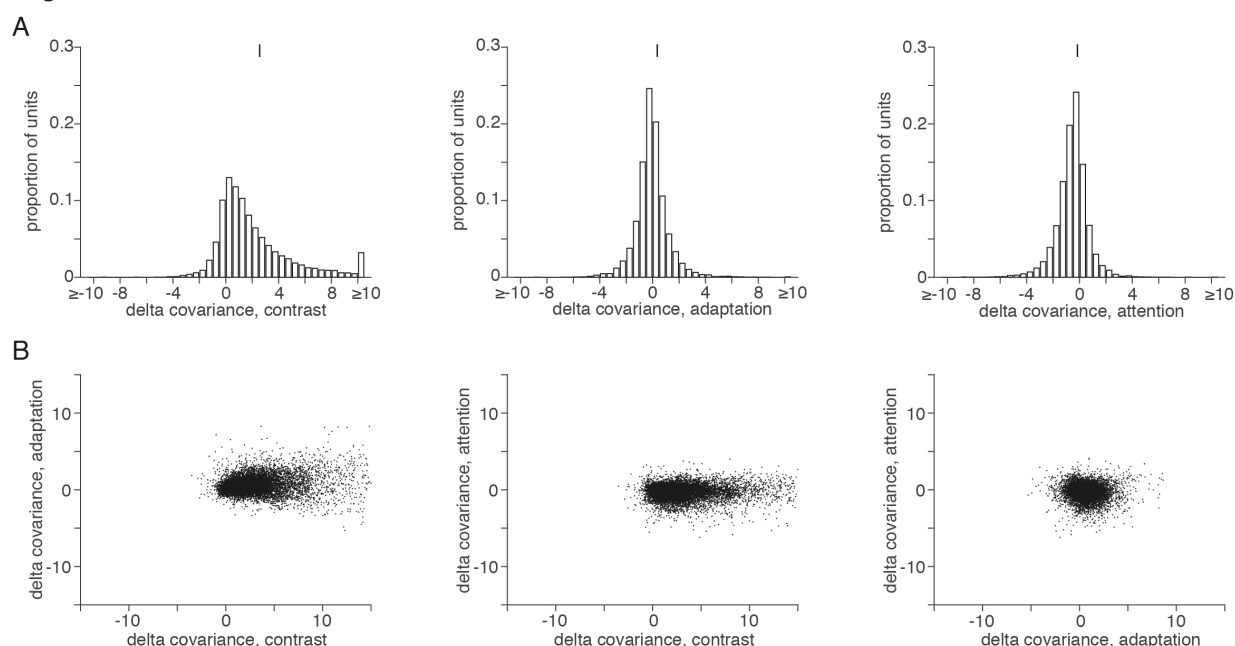 A
0.3
0.2
0.1
0
proportion of units
≥-10 -8 -4 0 4 8 ≥10
delta covariance, contrast
0.3
0.2
0.1
0
proportion of units
≥-10 -8 -4 0 4 8 ≥10
delta covariance, adaptation
0.3
0.2
0.1
0
proportion of units
≥-10 -8 -4 0 4 8 ≥10
delta covariance, attention
B
10
0
-10
delta covariance, adaptation
-10 0 10
delta covariance, contrast
10
0
-10
delta covariance, attention
-10 0 10
delta covariance, contrast
10
0
-10
delta covariance, attention
-10 0 10
delta covariance, adaptation